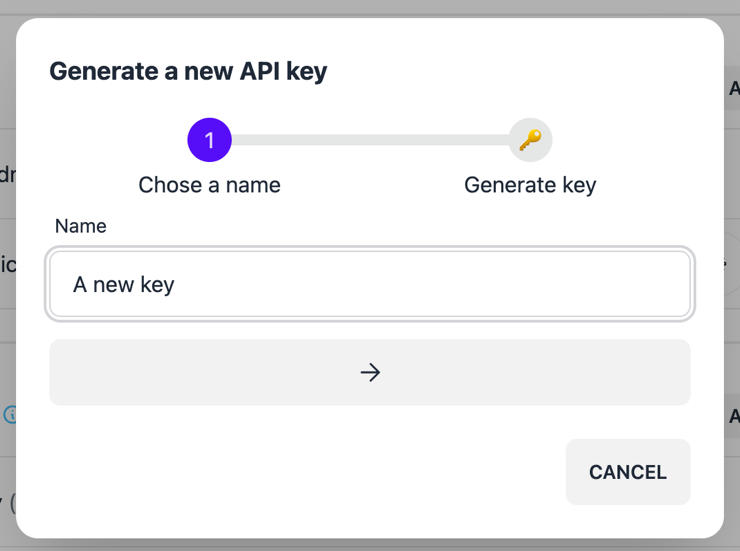 Generate a new API key
1
Chose a name
Generate key
Name
A new key
CANCEL